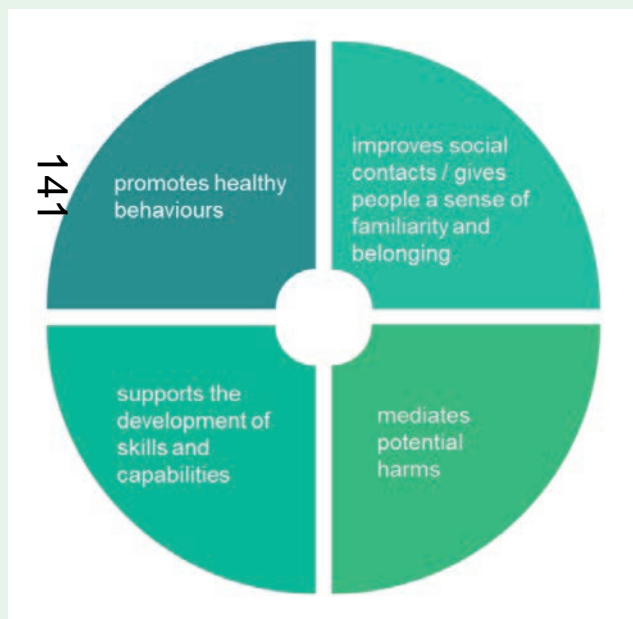 141
promotes healthy
behaviours
improves social
contacts / gives
people a sense of
familiarity and
belonging
supports the
development of
skills and
capabilities
mediates
potential
harms